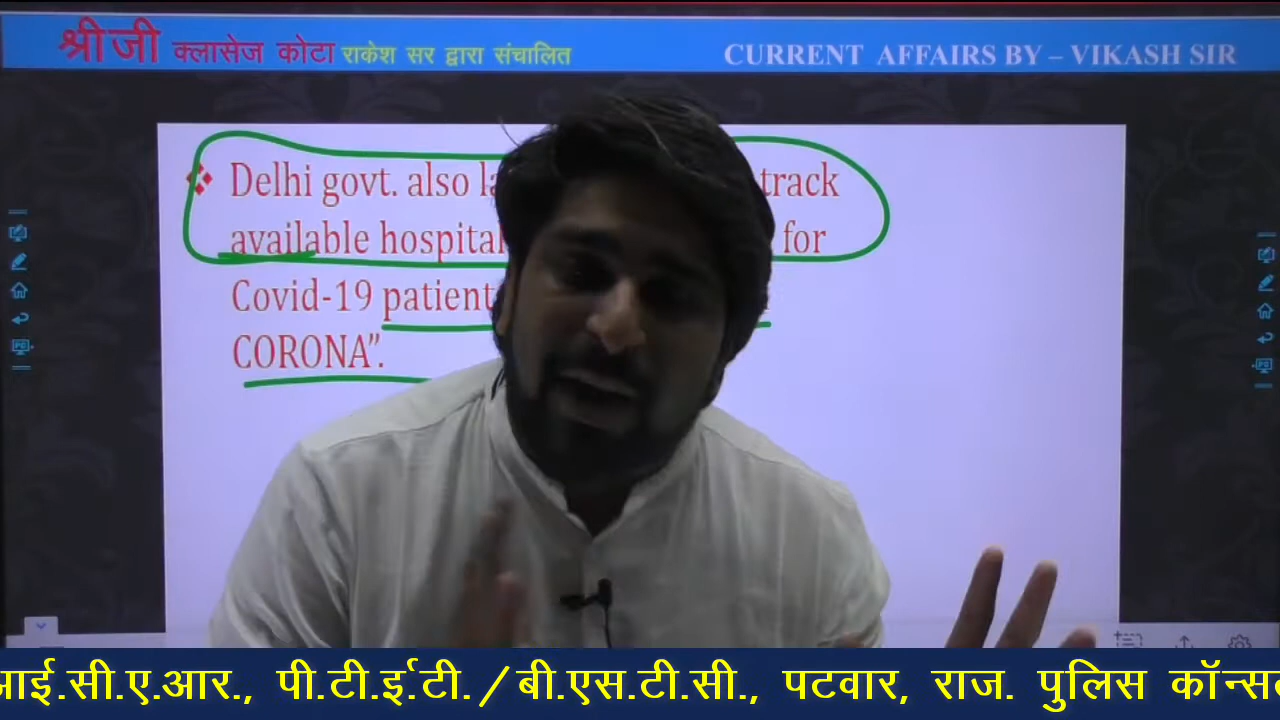 श्रीजी क्लासेज कोटा राकेश सर द्वारा संचालित CURRENT AFFAIRS BY – VIKASH SIR
Delhi govt. also track
available hospital for
Covid-19 patient
CORONA”.
आई.सी.ए.आर., पी.टी.ई.टी./बी.एस.टी.सी., पटवार, राज. पुलिस